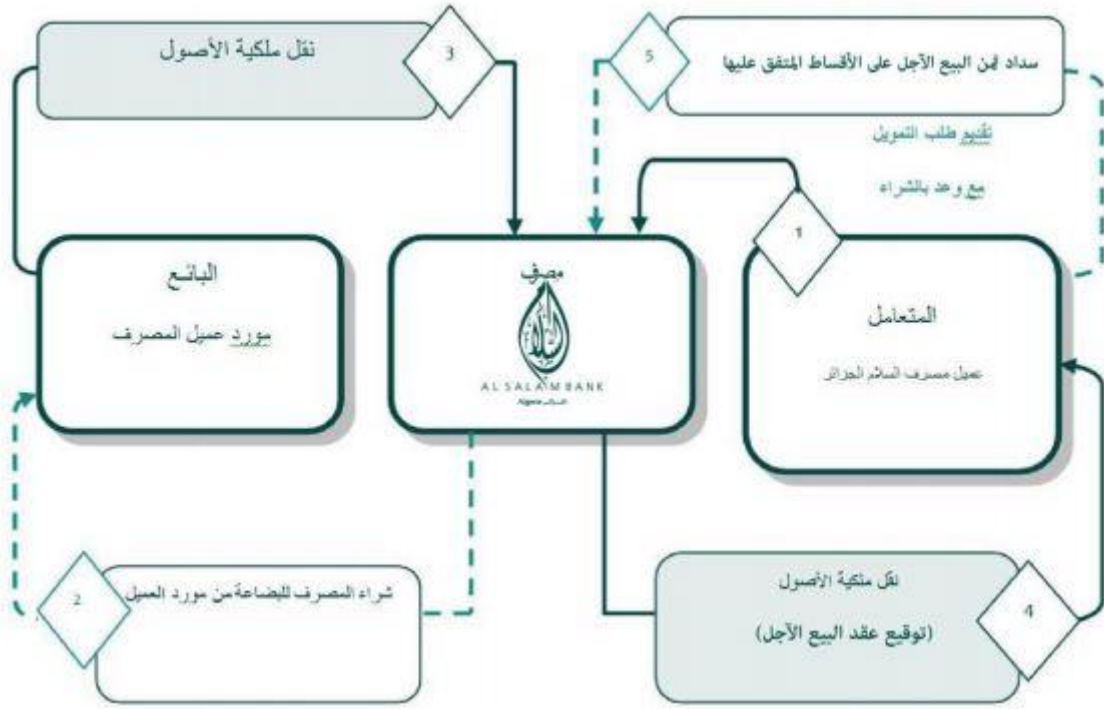 نقل ملكية الأصول
3
5
سداد ثمن البيع الآجل على الأقساط المتفق عليها
تقديم طلب التمويل
مع وعد بالشراء
1
البائع
مورد عميل المصرف
مصرف
السلام
AL SALAM BANK
Algeria الجزائر
المتعامل
عميل مصرف السلام الجزائر
2
شراء المصرف للبضاعة من مورد العميل
نقل ملكية الأصول
(توقيع عقد البيع الآجل)
4